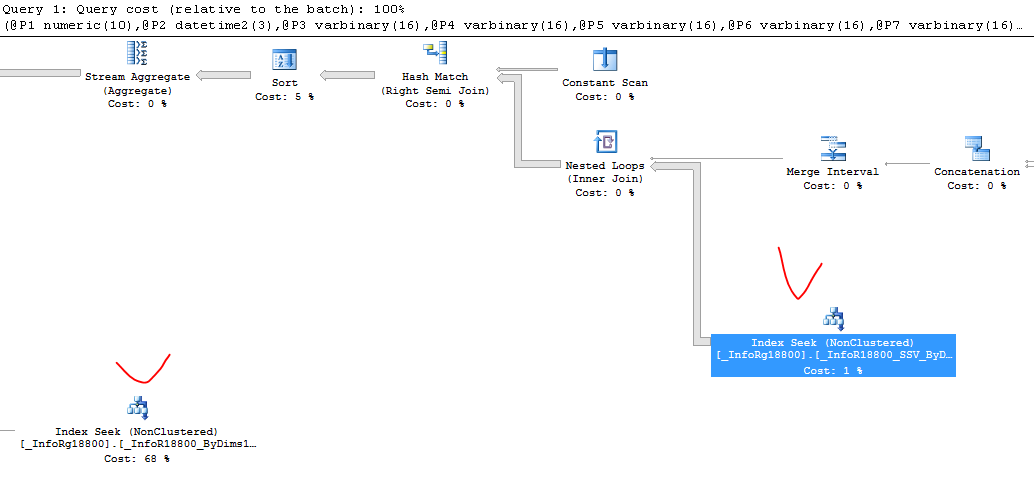 Query 1: Query cost (relative to the batch): 100%
(@P1 numeric(10),@P2 datetime2(3),@P3 varbinary(16),@P4 varbinary(16),@P5 varbinary(16),@P6 varbinary(16),@P7 varbinary(16)…
Stream Aggregate
(Aggregate)
Cost: 0 %
Sort
Cost: 5 %
Hash Match
(Right Semi Join)
Cost: 0 %
Constant Scan
Cost: 0 %
Nested Loops
(Inner Join)
Cost: 0 %
Merge Interval
Cost: 0 %
Concatenation
Cost: 0 %
Index Seek (NonClustered)
[_InfoRg18800].[_InfoR18800_SSV_ByD…
Cost: 1 %
Index Seek (NonClustered)
[_InfoRg18800].[_InfoR18800_ByDims1…
Cost: 68 %